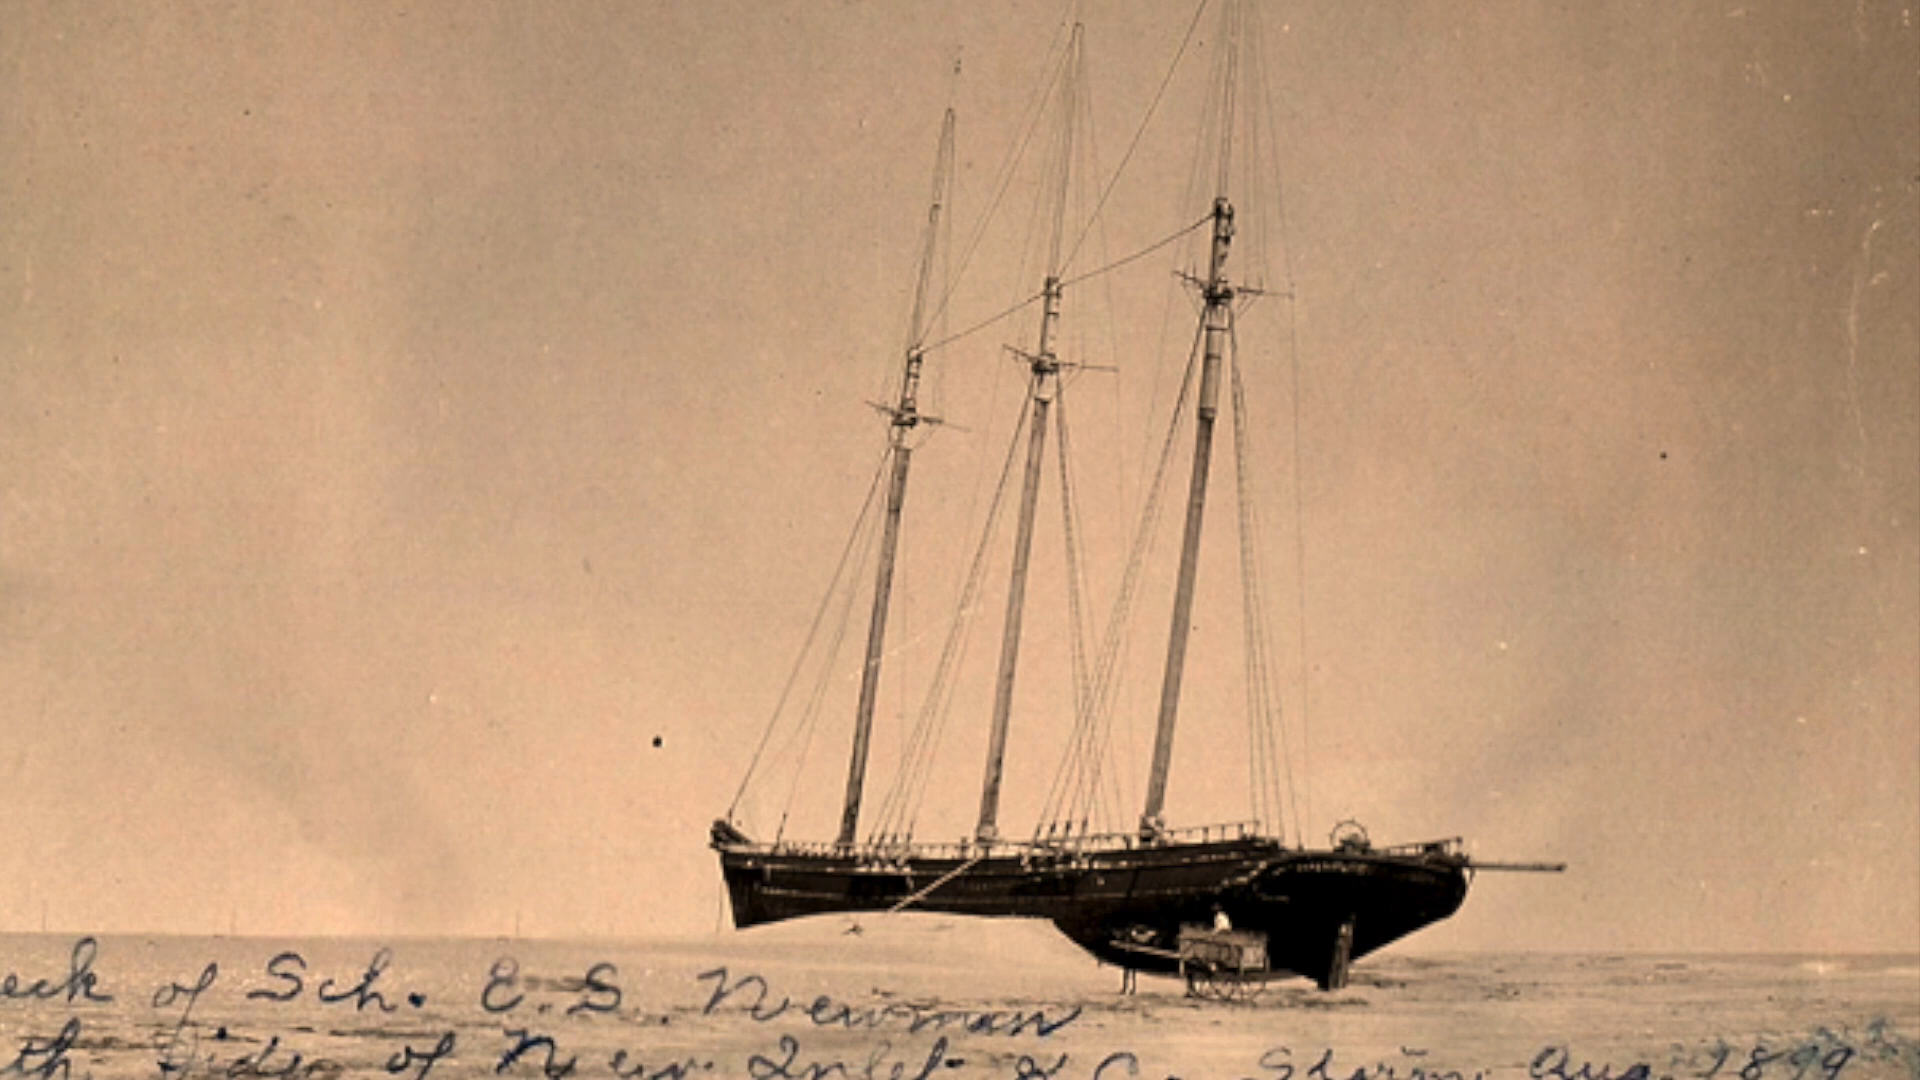 eck of Sch. E. S. Newman
th Side of New Inlet N.C. Storm, Aug. 1899